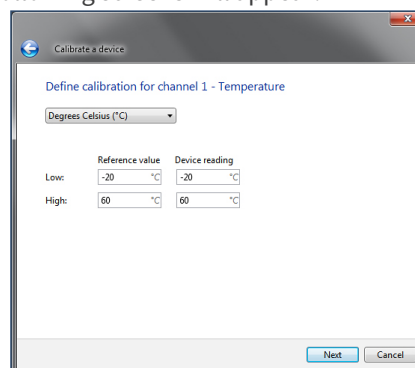 Calibrate a device
Define calibration for channel 1 - Temperature
Degrees Celsius (°C)
Reference value Device reading
Low: -20 °C -20 °C
High: 60 °C 60 °C
Next Cancel